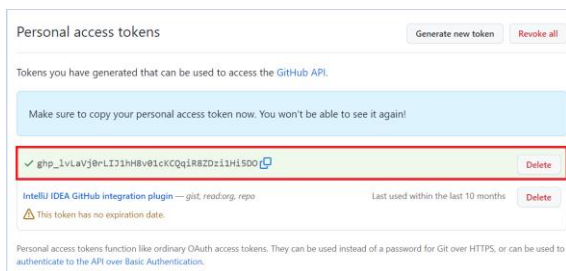 Personal access tokens
Generate new token
Revoke all
Tokens you have generated that can be used to access the GitHub API.
Make sure to copy your personal access token now. You won't be able to see it again!
Delete
IntelliJ IDEA GitHub integration plugin — gist, read:org, repo
Last used within the last 10 months
Delete
This token has no expiration date.
Personal access tokens function like ordinary OAuth access tokens. They can be used instead of a password for Git over HTTPS, or can be used to
authenticate to the API over Basic Authentication.